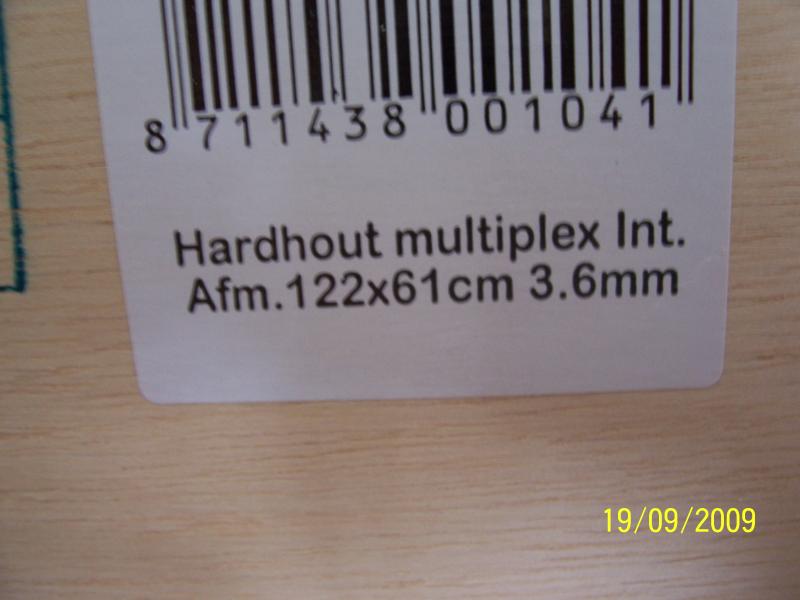 8 711438 001041
Hardhout multiplex Int.
Afm.122x61cm 3.6mm
19/09/2009